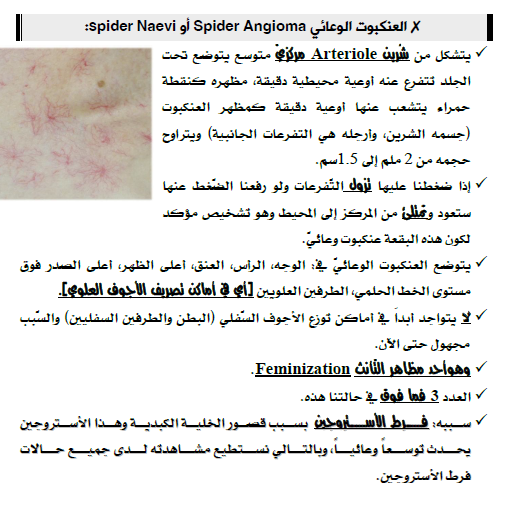 ✗ العنكبوت الوعائي Spider Angioma أو spider Naevi:
✓ يتشكل من شرين Arteriole مركزيّ متوسع يتوضع تحت
الجلد تتفرع عنه أوعية محيطية دقيقة، مظهره كنقطة
حمراء يتشعب عنها أوعية دقيقة كمظهر العنكبوت
(جسمه الشرين، وأرجله هي التفرعات الجانبية) ويتراوح
حجمه من 2 ملم إلى 1.5سم.
✓ إذا ضغطنا عليها تزول التّفرعات ولو رفعنا الضّغط عنها
ستعود وتمتلئ من المركز إلى المحيط وهو تشخيص مؤكد
لكون هذه البقعة عنكبوت وعائيّ.
✓ يتوضع العنكبوت الوعائيّ في: الوجه، الرأس، العنق، أعلى الظهر، أعلى الصدر فوق
مستوى الخط الحلمي، الطرفين العلويين [أي في أماكن تصريف الأجوف العلوي].
✓ لا يتواجد أبداً في أماكن توزع الأجوف السّفلي (البطن والطرفين السفليين) والسّبب
مجهول حتى الآن.
✓ وهو أحد مظاهر التّأنث Feminization.
✓ العدد 3 فما فوق في حالتنا هذه.
✓ سببه: فرط الأستروجين بسبب قصور الخلية الكبدية وهذا الأستروجين
يحدث توسعاً وعائياً، وبالتالي نستطيع مشاهدته لدى جميع حالات
فرط الأستروجين.